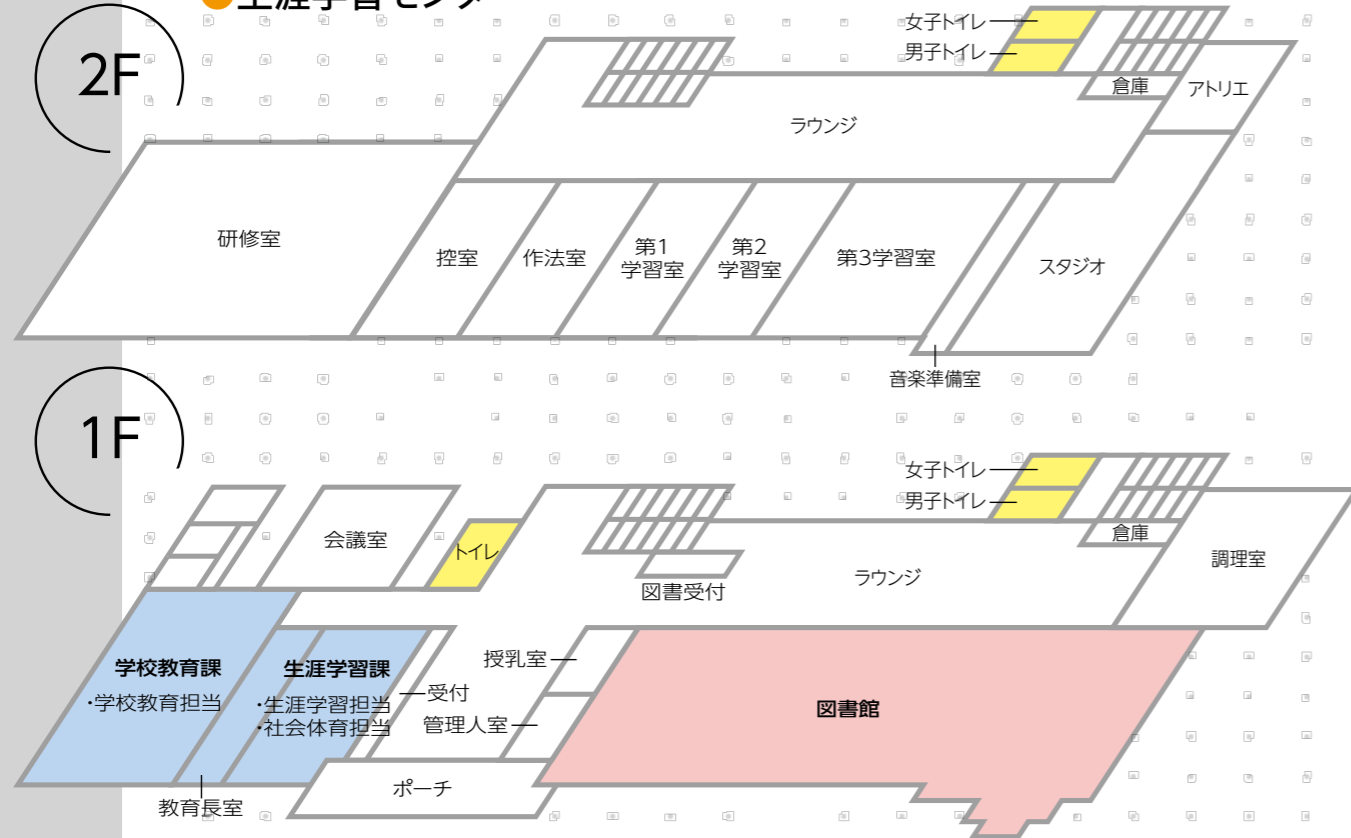 ●生涯学習センター
2F
女子トイレ
男子トイレ
倉庫
アトリエ
ラウンジ
研修室
控室
作法室
第1
学習室
第2
学習室
第3学習室
スタジオ
音楽準備室
1F
女子トイレ
男子トイレ
倉庫
調理室
会議室
トイレ
ラウンジ
図書受付
学校教育課
・学校教育担当
生涯学習課
・生涯学習担当
・社会体育担当
受付
授乳室
管理人室
図書館
ポーチ
教育長室